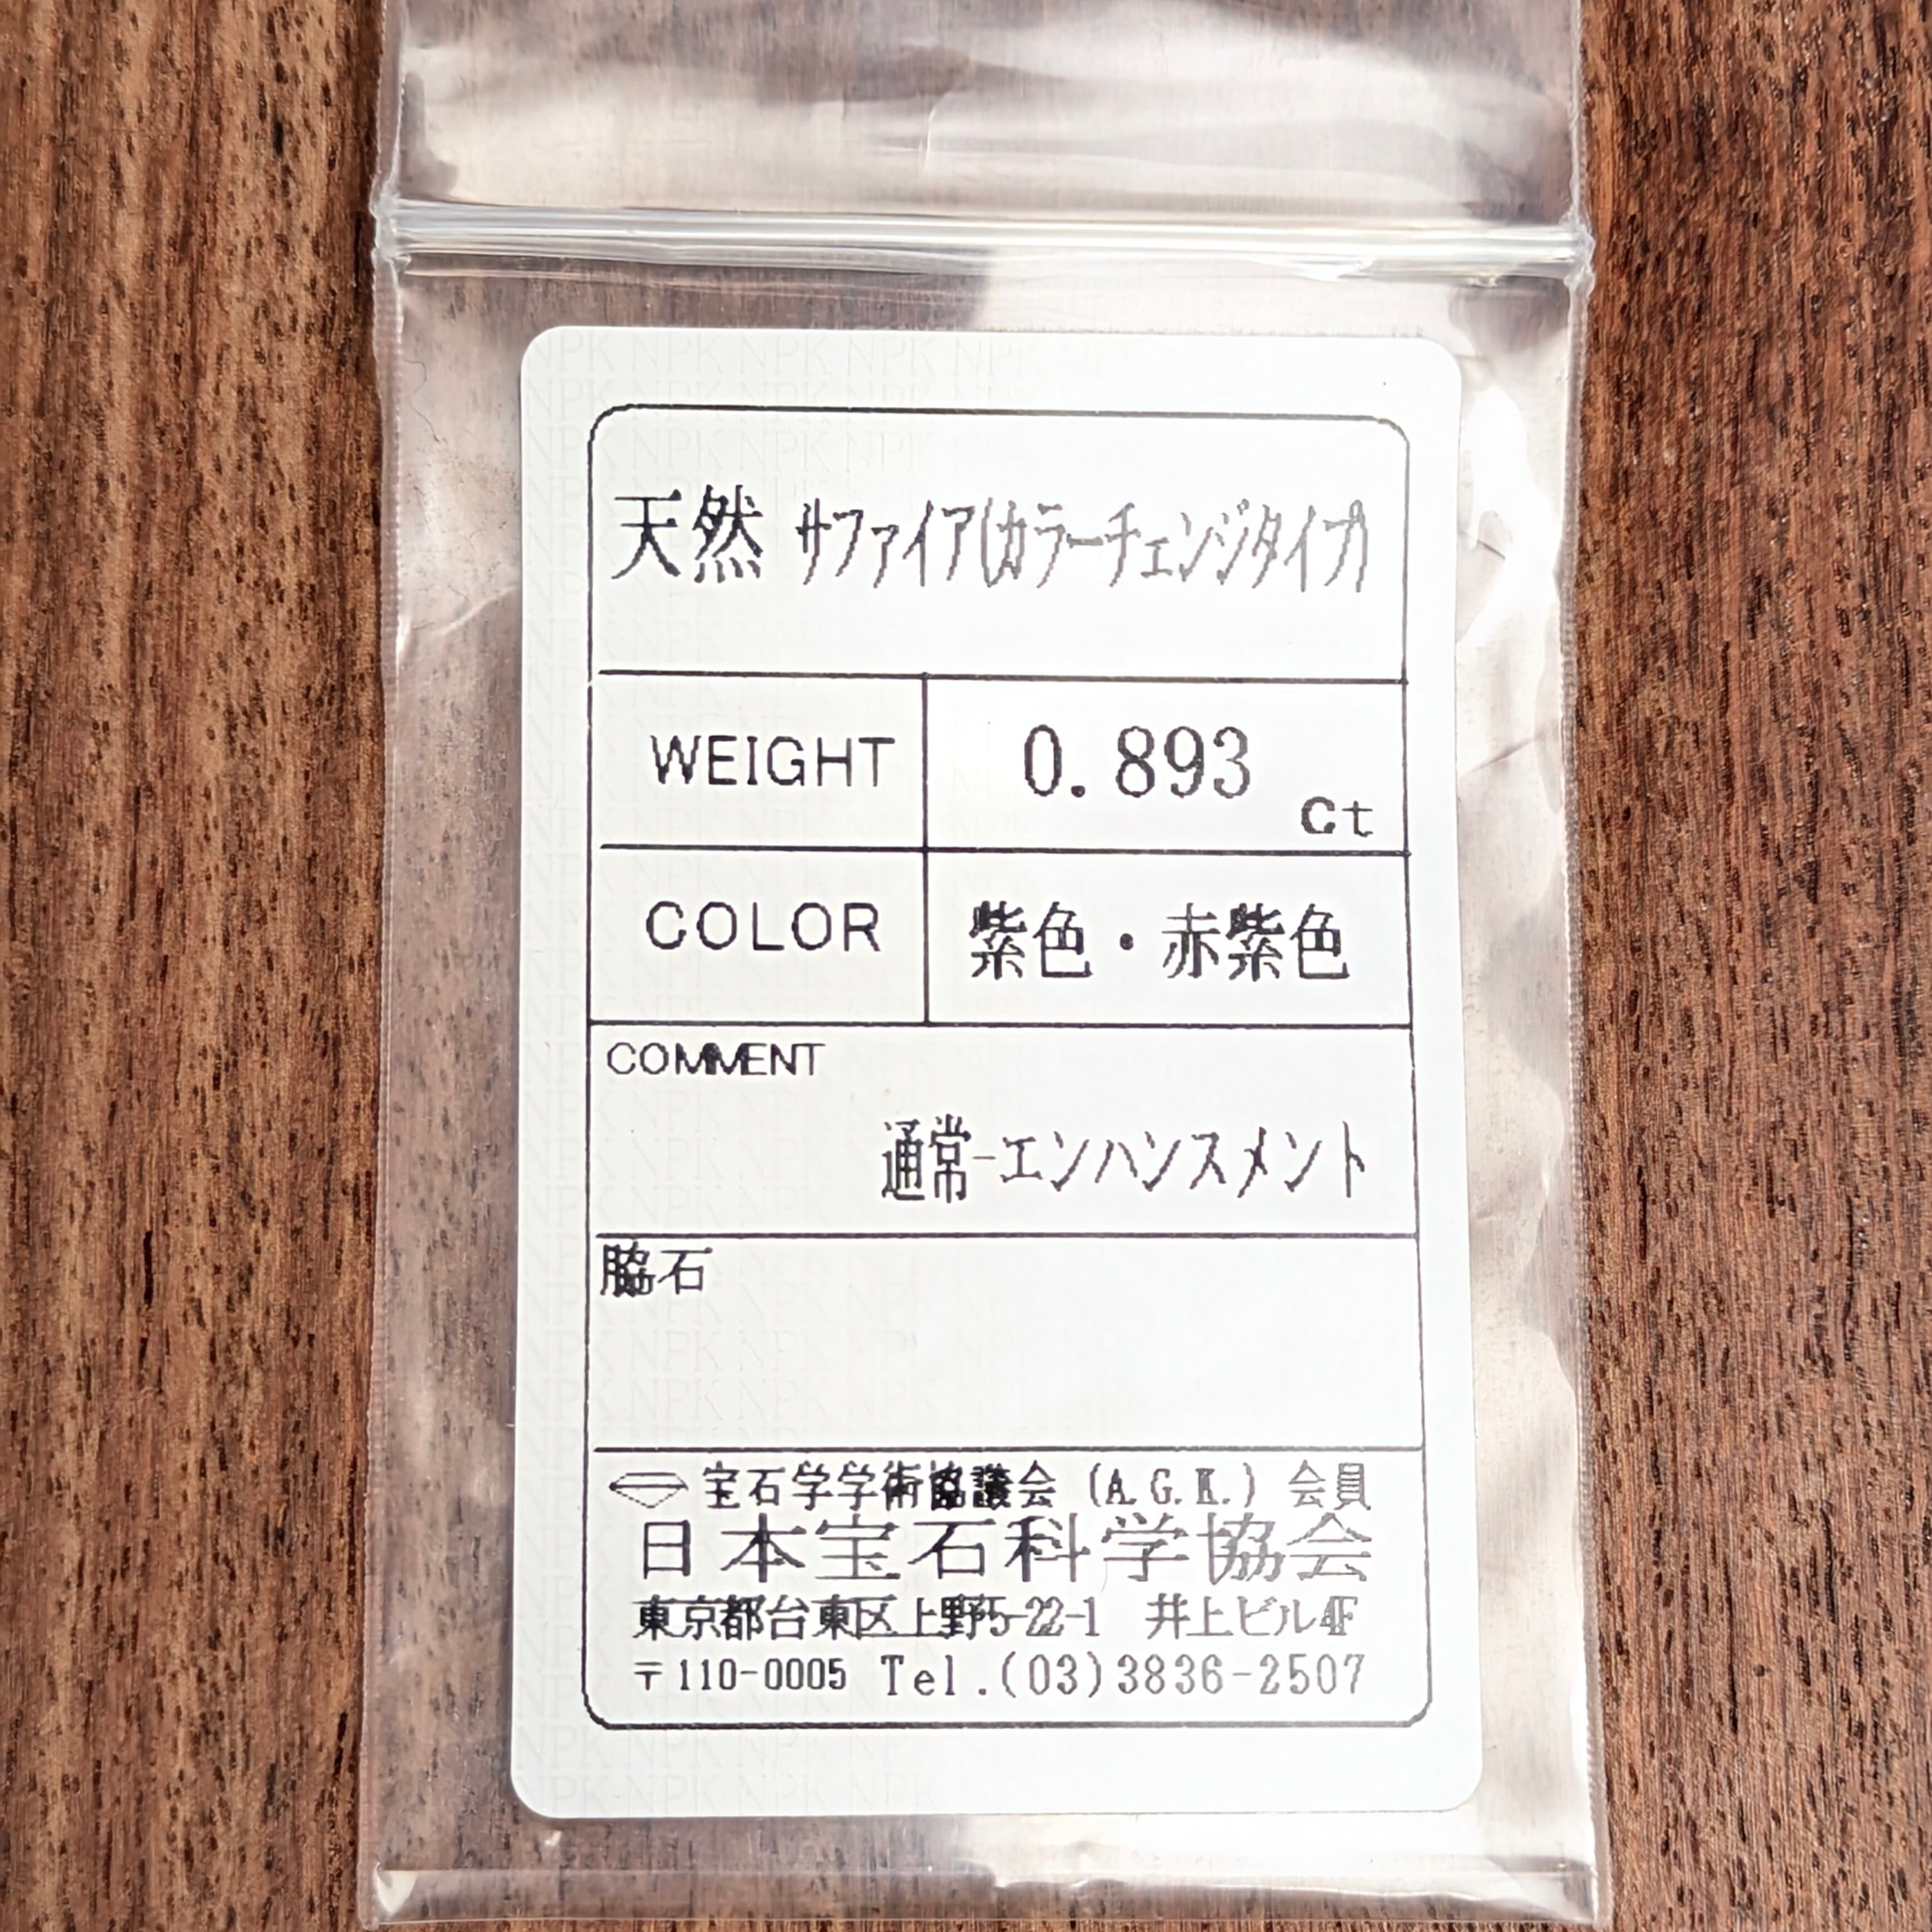 天然 サファイア(カラーチェンジタイプ)
WEIGHT 0.893 ct
COLOR 紫色・赤紫色
COMMENT
通常-エンハンスメント
脇石
宝石学学術協議会 (A.G.K.) 会員
日本宝石科学協会
東京都台東区上野5-22-1 井上ビル4F
〒110-0005 Tel.(03)3836-2507